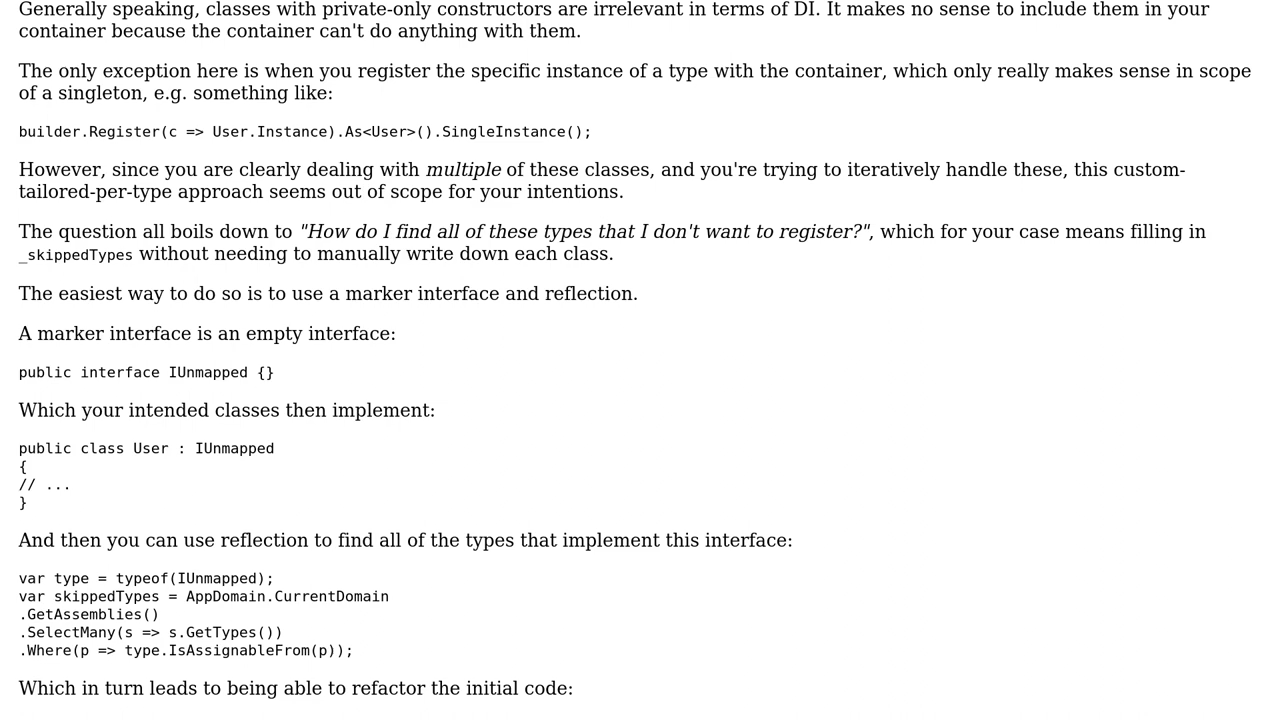 Generally speaking, classes with private-only constructors are irrelevant in terms of DI. It makes no sense to include them in your
container because the container can't do anything with them.
The only exception here is when you register the specific instance of a type with the container, which only really makes sense in scope
of a singleton, e.g. something like:
builder.Register(c => User.Instance).As<User>().SingleInstance();
However, since you are clearly dealing with multiple of these classes, and you're trying to iteratively handle these, this custom-
tailored-per-type approach seems out of scope for your intentions.
The question all boils down to "How do I find all of these types that I don't want to register?", which for your case means filling in
_skippedTypes without needing to manually write down each class.
The easiest way to do so is to use a marker interface and reflection.
A marker interface is an empty interface:
public interface IUnmapped {}
Which your intended classes then implement:
public class User : IUnmapped
{
// ...
}
And then you can use reflection to find all of the types that implement this interface:
var type = typeof(IUnmapped);
var skippedTypes = AppDomain.CurrentDomain
.GetAssemblies()
.SelectMany(s => s.GetTypes())
.Where(p => type.IsAssignableFrom(p));
Which in turn leads to being able to refactor the initial code: